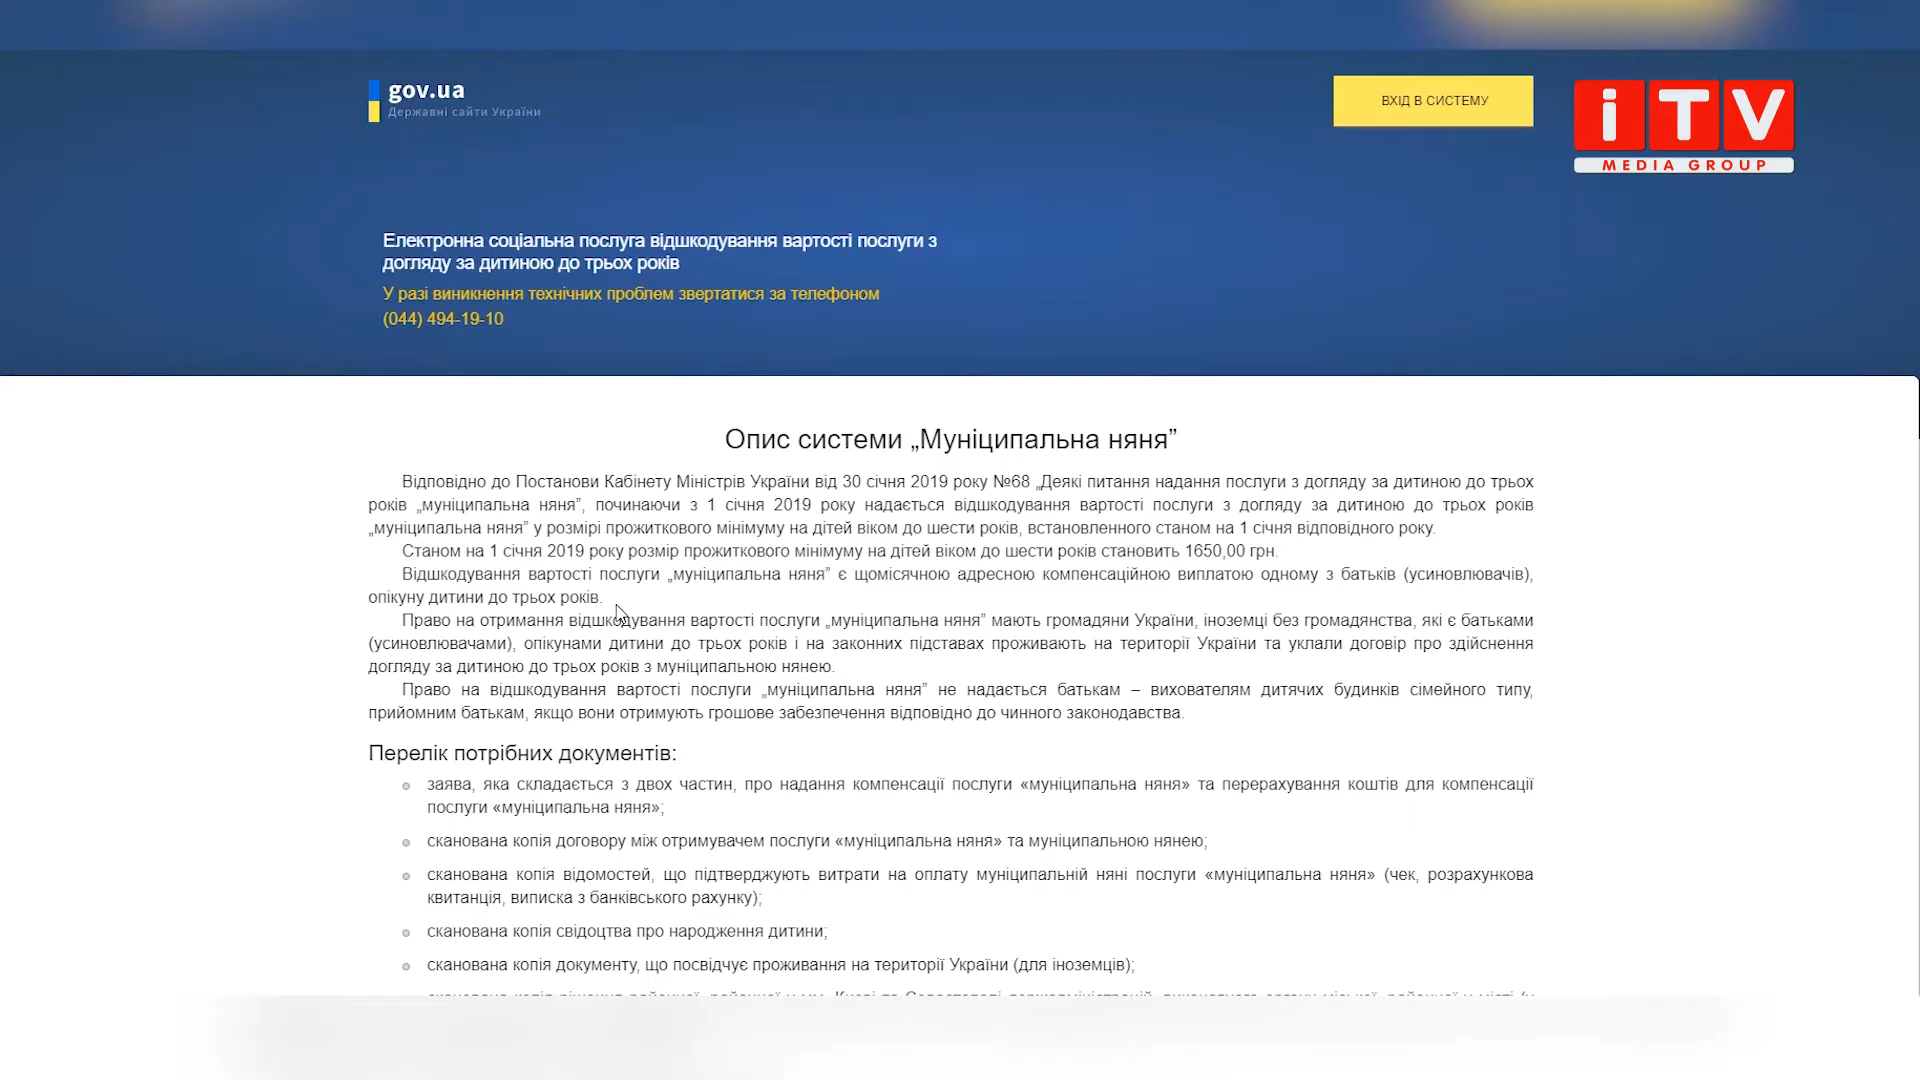 gov.ua
Державні сайти України
ВХІД В СИСТЕМУ
iTV
MEDIA GROUP
Електронна соціальна послуга відшкодування вартості послуги з
догляду за дитиною до трьох років
У разі виникнення технічних проблем звертатися за телефоном
(044) 494-19-10
Опис системи „Муніципальна няня”
Відповідно до Постанови Кабінету Міністрів України від 30 січня 2019 року №68 „Деякі питання надання послуги з догляду за дитиною до трьох
років „муніципальна няня”, починаючи з 1 січня 2019 року надається відшкодування вартості послуги з догляду за дитиною до трьох років
„муніципальна няня” у розмірі прожиткового мінімуму на дітей віком до шести років, встановленного станом на 1 січня відповідного року.
Станом на 1 січня 2019 року розмір прожиткового мінімуму на дітей віком до шести років становить 1650,00 грн.
Відшкодування вартості послуги „муніципальна няня” є щомісячною адресною компенсаційною виплатою одному з батьків (усиновлювачів),
опікуну дитини до трьох років.
Право на отримання відшкодування вартості послуги „муніципальна няня” мають громадяни України, іноземці без громадянства, які є батьками
(усиновлювачами), опікунами дитини до трьох років і на законних підставах проживають на території України та уклали договір про здійснення
догляду за дитиною до трьох років з муніципальною нянею.
Право на відшкодування вартості послуги „муніципальна няня” не надається батькам – вихователям дитячих будинків сімейного типу,
прийомним батькам, якщо вони отримують грошове забезпечення відповідно до чинного законодавства.
Перелік потрібних документів:
заява, яка складається з двох частин, про надання компенсації послуги «муніципальна няня» та перерахування коштів для компенсації
послуги «муніципальна няня»;
сканована копія договору між отримувачем послуги «муніципальна няня» та муніципальною нянею;
сканована копія відомостей, що підтверджують витрати на оплату муніципальній няні послуги «муніципальна няня» (чек, розрахункова
квитанція, виписка з банківського рахунку);
сканована копія свідоцтва про народження дитини;
сканована копія документу, що посвідчує проживання на території України (для іноземців);